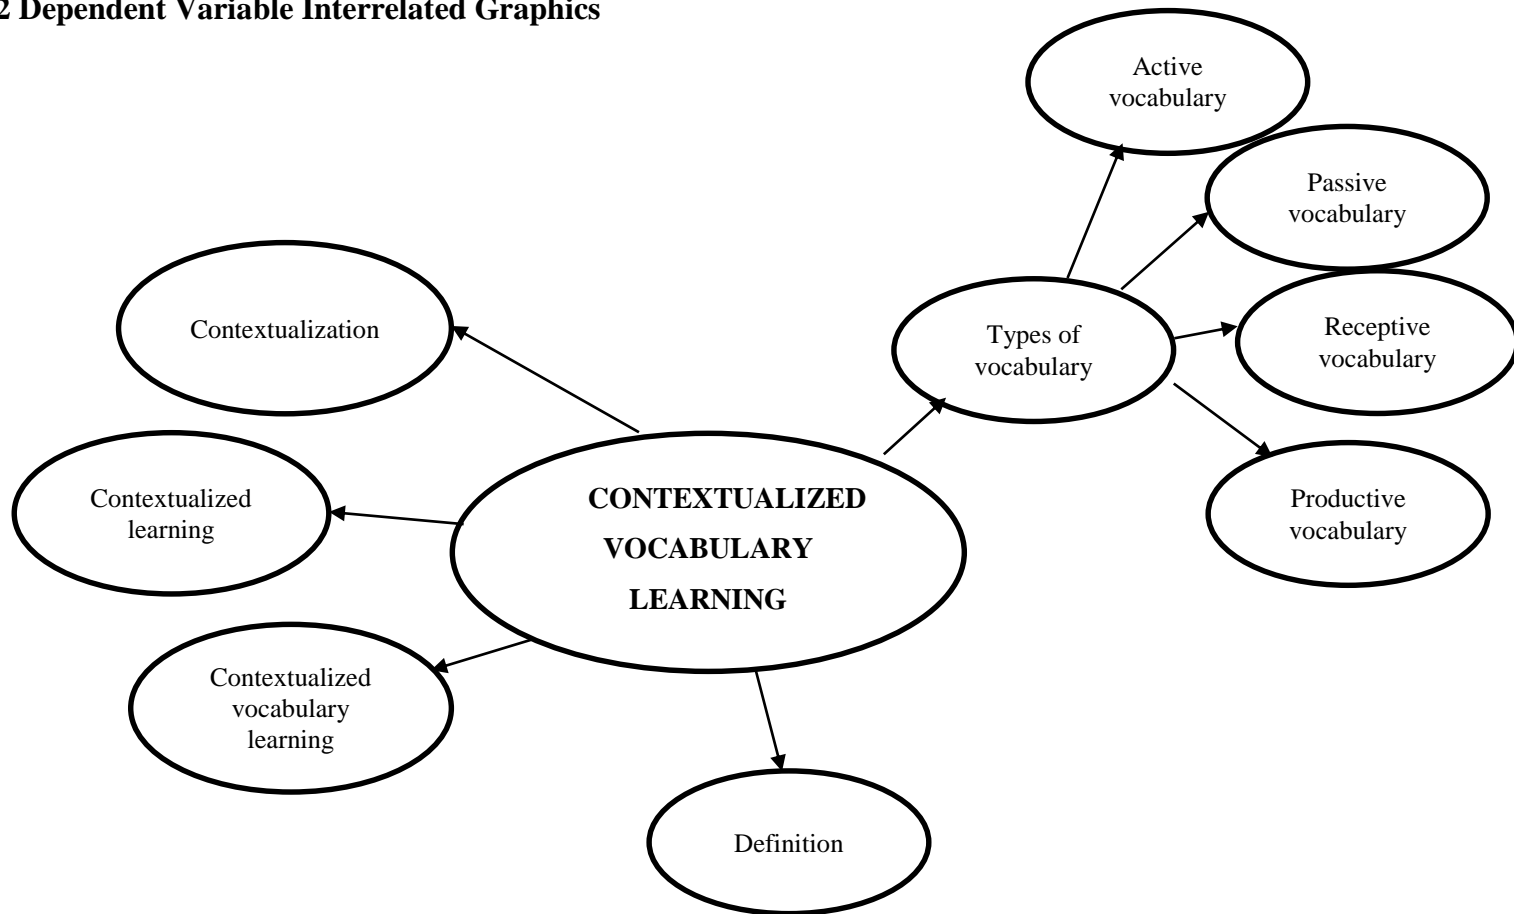 2 Dependent Variable Interrelated Graphics
Active
vocabulary
Passive
vocabulary
Contextualization
Types of
vocabulary
Receptive
vocabulary
Contextualized
learning
CONTEXTUALIZED
VOCABULARY
LEARNING
Productive
vocabulary
Contextualized
vocabulary
learning
Definition